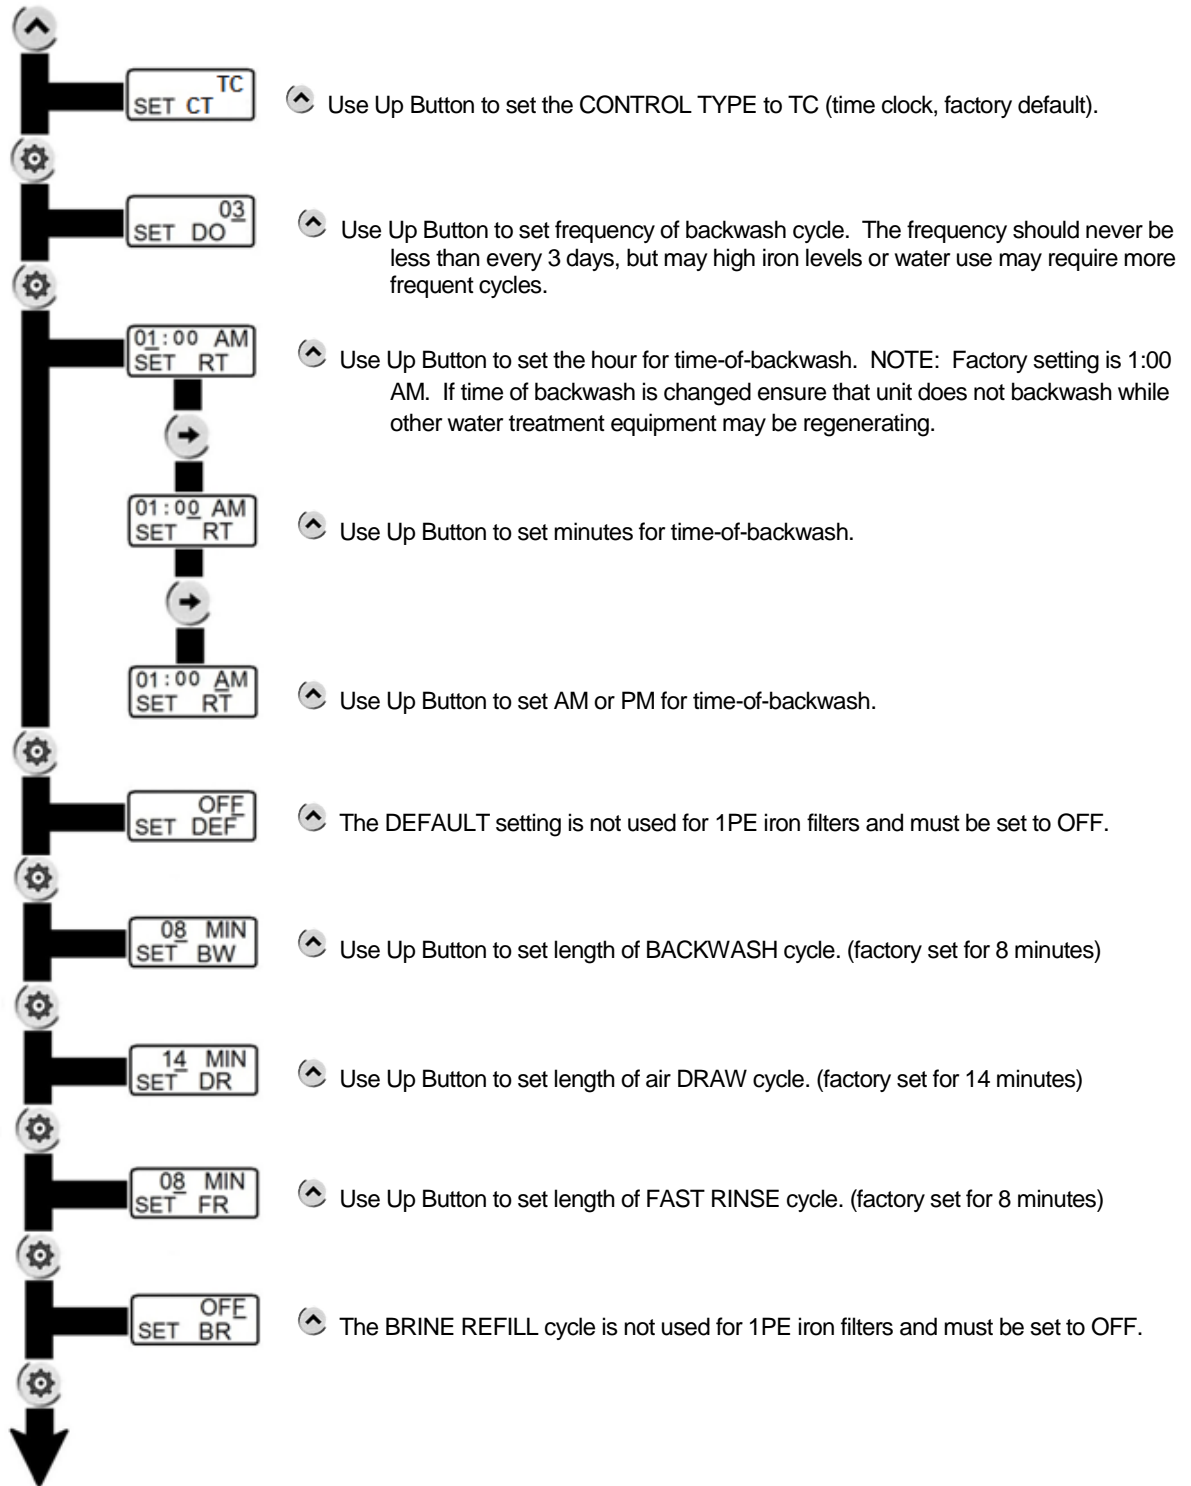 TC
SET CT
Use Up Button to set the CONTROL TYPE to TC (time clock, factory default).
03
SET DO
Use Up Button to set frequency of backwash cycle. The frequency should never be
less than every 3 days, but may high iron levels or water use may require more
frequent cycles.
01:00 AM
SET RT
Use Up Button to set the hour for time-of-backwash. NOTE: Factory setting is 1:00
AM. If time of backwash is changed ensure that unit does not backwash while
other water treatment equipment may be regenerating.
01:00 AM
SET RT
Use Up Button to set minutes for time-of-backwash.
01:00 AM
SET RT
Use Up Button to set AM or PM for time-of-backwash.
OFF
SET DEF
The DEFAULT setting is not used for 1PE iron filters and must be set to OFF.
08 MIN
SET BW
Use Up Button to set length of BACKWASH cycle. (factory set for 8 minutes)
14 MIN
SET DR
Use Up Button to set length of air DRAW cycle. (factory set for 14 minutes)
08 MIN
SET FR
Use Up Button to set length of FAST RINSE cycle. (factory set for 8 minutes)
OFF
SET BR
The BRINE REFILL cycle is not used for 1PE iron filters and must be set to OFF.